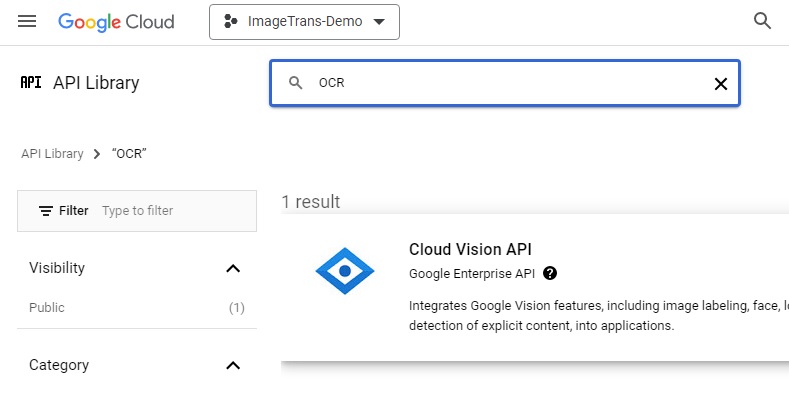 Google Cloud
ImageTrans-Demo
API API Library
OCR
API Library
“OCR”
Filter Type to filter
1 result
Visibility
Public (1)
Category
Cloud Vision API
Google Enterprise API
Integrates Google Vision features, including image labeling, face,
detection of explicit content, into applications.